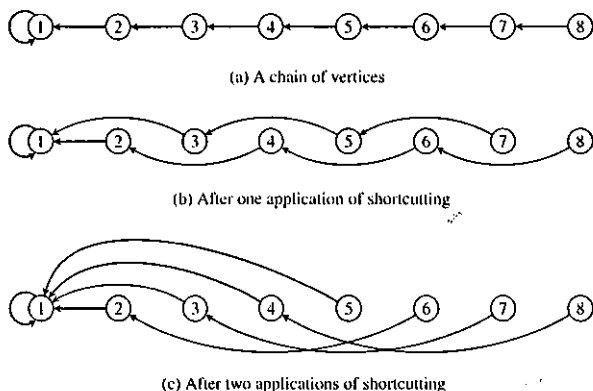 1 2 3 4 5 6 7 8
(a) A chain of vertices
1 2 3 4 5 6 7 8
(b) After one application of shortcutting
1 2 3 4 5 6 7 8
(c) After two applications of shortcutting